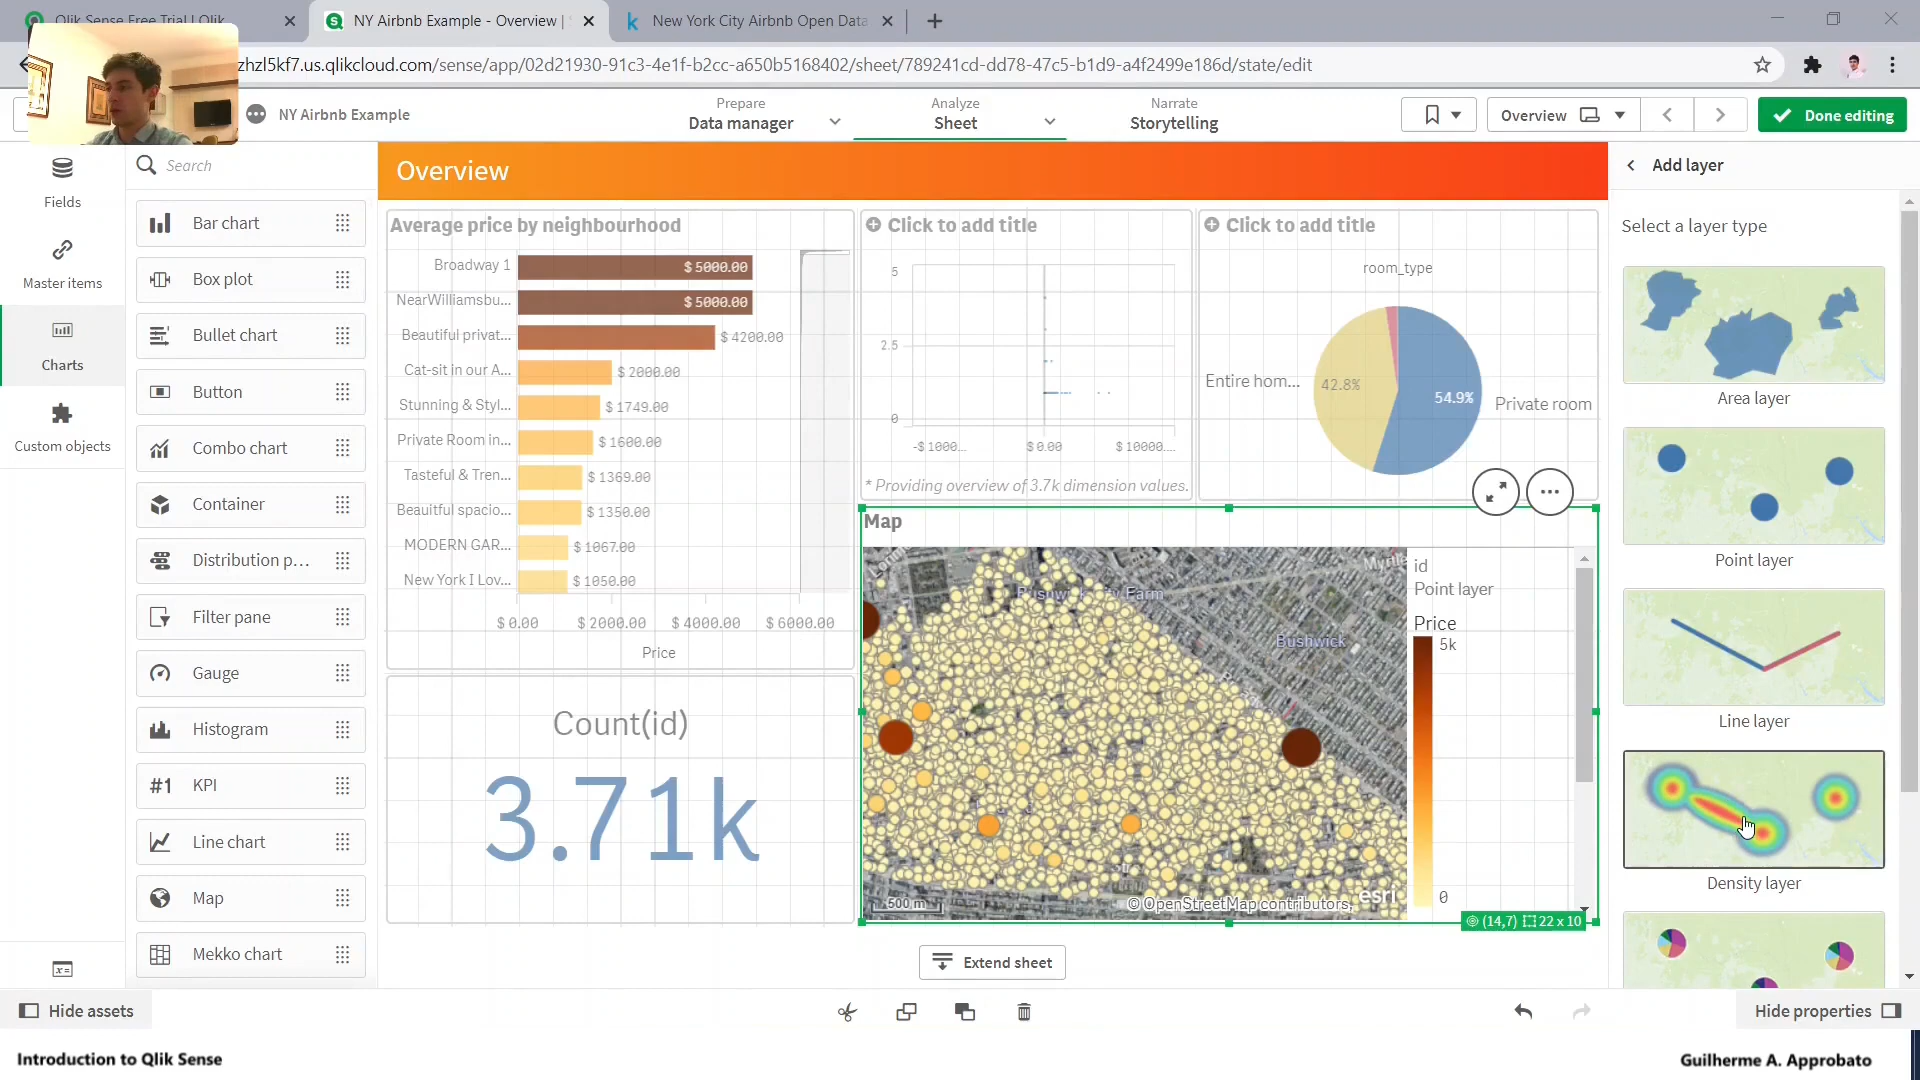 Qlik Sense Free Trial | Qlik
NY Airbnb Example - Overview |
New York City Airbnb Open Data
zhzl5kf7.us.qlikcloud.com/sense/app/02d21930-91c3-4e1f-b2cc-a650b5168402/sheet/789241cd-dd78-47c5-b1d9-a4f2499e186d/state/edit
NY Airbnb Example
Prepare
Data manager
Analyze
Sheet
Narrate
Storytelling
Overview
Done editing
Fields
Master items
Charts
Custom objects
Search
Bar chart
Box plot
Bullet chart
Button
Combo chart
Container
Distribution p...
Filter pane
Gauge
Histogram
#1 KPI
Line chart
Map
Mekko chart
Overview
Average price by neighbourhood
Broadway 1
$ 5000.00
NearWilliamsbu...
$ 5000.00
Beautiful privat...
$ 4200.00
Cat-sit in our A...
$ 2000.00
Stunning & Styl...
$ 1749.00
Private Room in...
$ 1600.00
Tasteful & Tren...
$ 1369.00
Beauitful spacio...
$ 1350.00
MODERN GAR...
$ 1067.00
New York I Lov...
$ 1050.00
$ 0.00
$ 2000.00
$ 4000.00
$ 6000.00
Price
Count(id)
3.71k
Click to add title
5
2.5
0
-$ 1000...
$ 0.00
$ 10000....
* Providing overview of 3.7k dimension values.
Click to add title
room_type
Entire hom...
42.8%
54.9%
Private room
Map
Farm
Myrtle
Bushwick
500 m
© OpenStreetMap contributors,
esri
id
Point layer
Price
5k
0
(14,7) 22 x 10
Extend sheet
Add layer
Select a layer type
Area layer
Point layer
Line layer
Density layer
Hide assets
Hide properties
Introduction to Qlik Sense
Guilherme A. Approbato